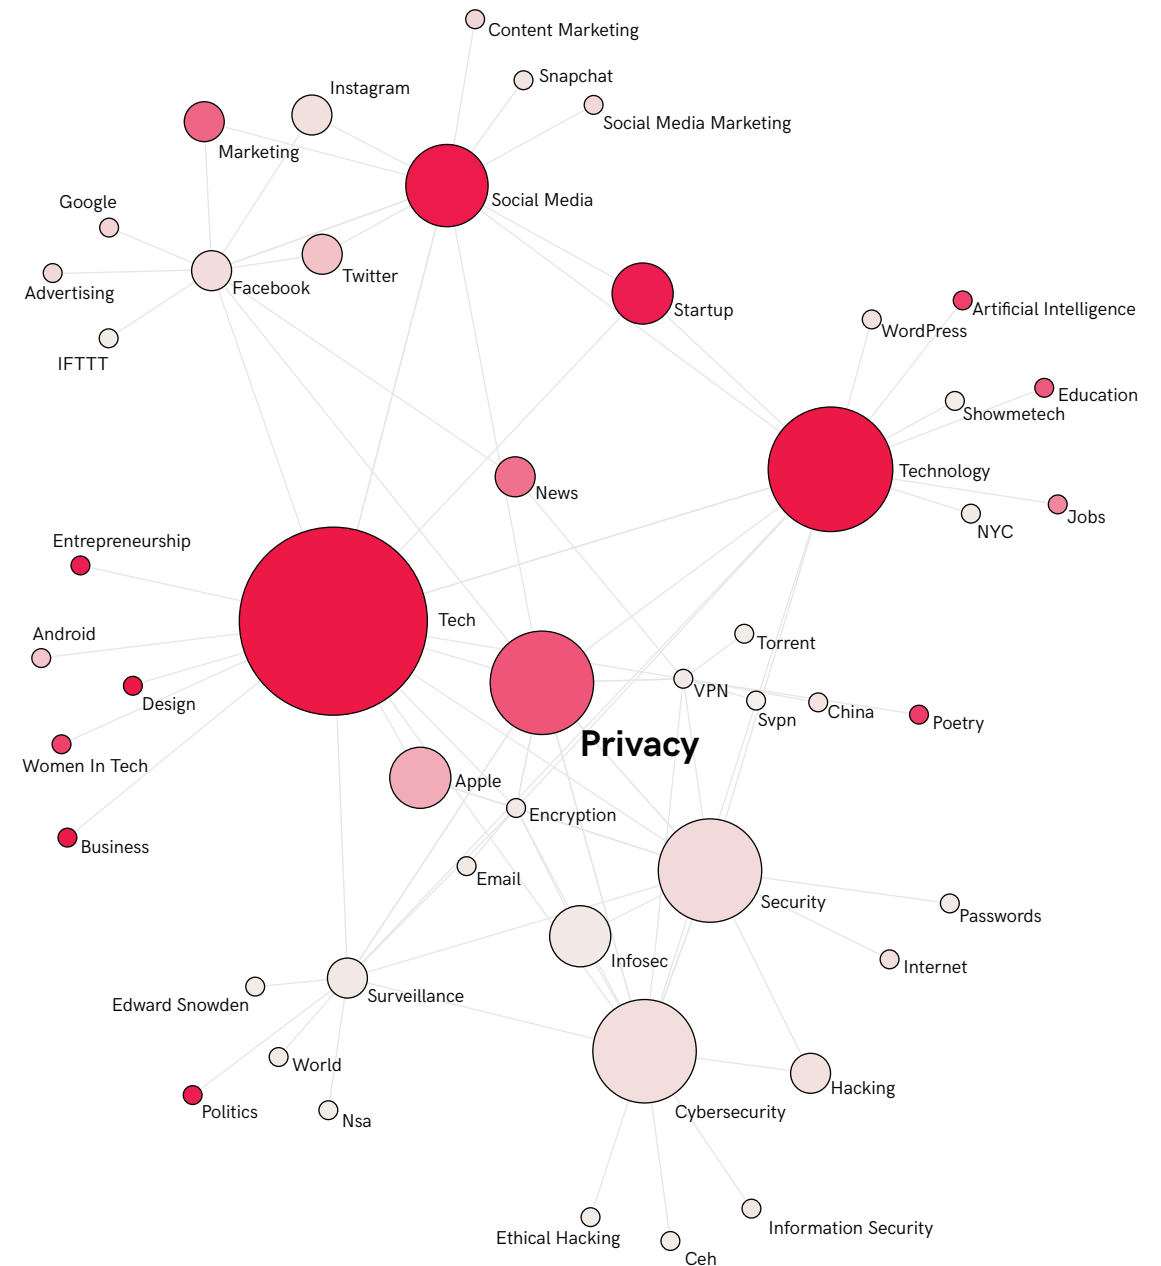 Content Marketing
Snapchat
Instagram
Social Media Marketing
Marketing
Google
Social Media
Twitter
Facebook
Advertising
Startup
Artificial Intelligence
WordPress
IFTTT
Education
Showmetech
Technology
News
Jobs
NYC
Entrepreneurship
Tech
Android
Torrent
VPN
Design
China
Svpn
Poetry
Privacy
Women In Tech
Apple
Encryption
Business
Email
Security
Passwords
Infosec
Internet
Surveillance
Edward Snowden
World
Hacking
Politics
Cybersecurity
Nsa
Information Security
Ethical Hacking
Ceh